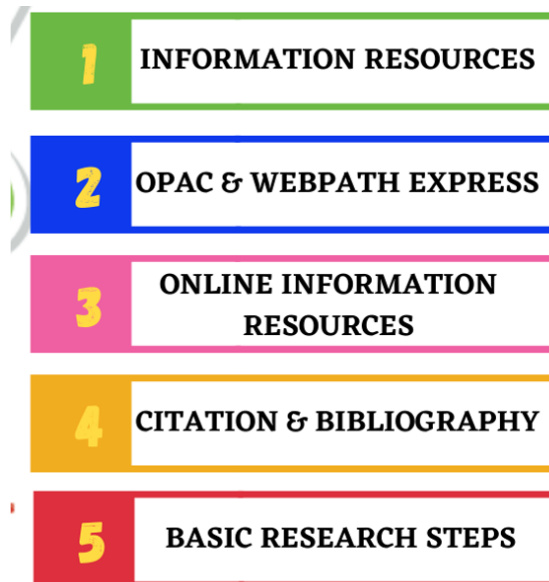 1 INFORMATION RESOURCES
2 OPAC & WEBPATH EXPRESS
3 ONLINE INFORMATION
RESOURCES
4 CITATION & BIBLIOGRAPHY
5 BASIC RESEARCH STEPS